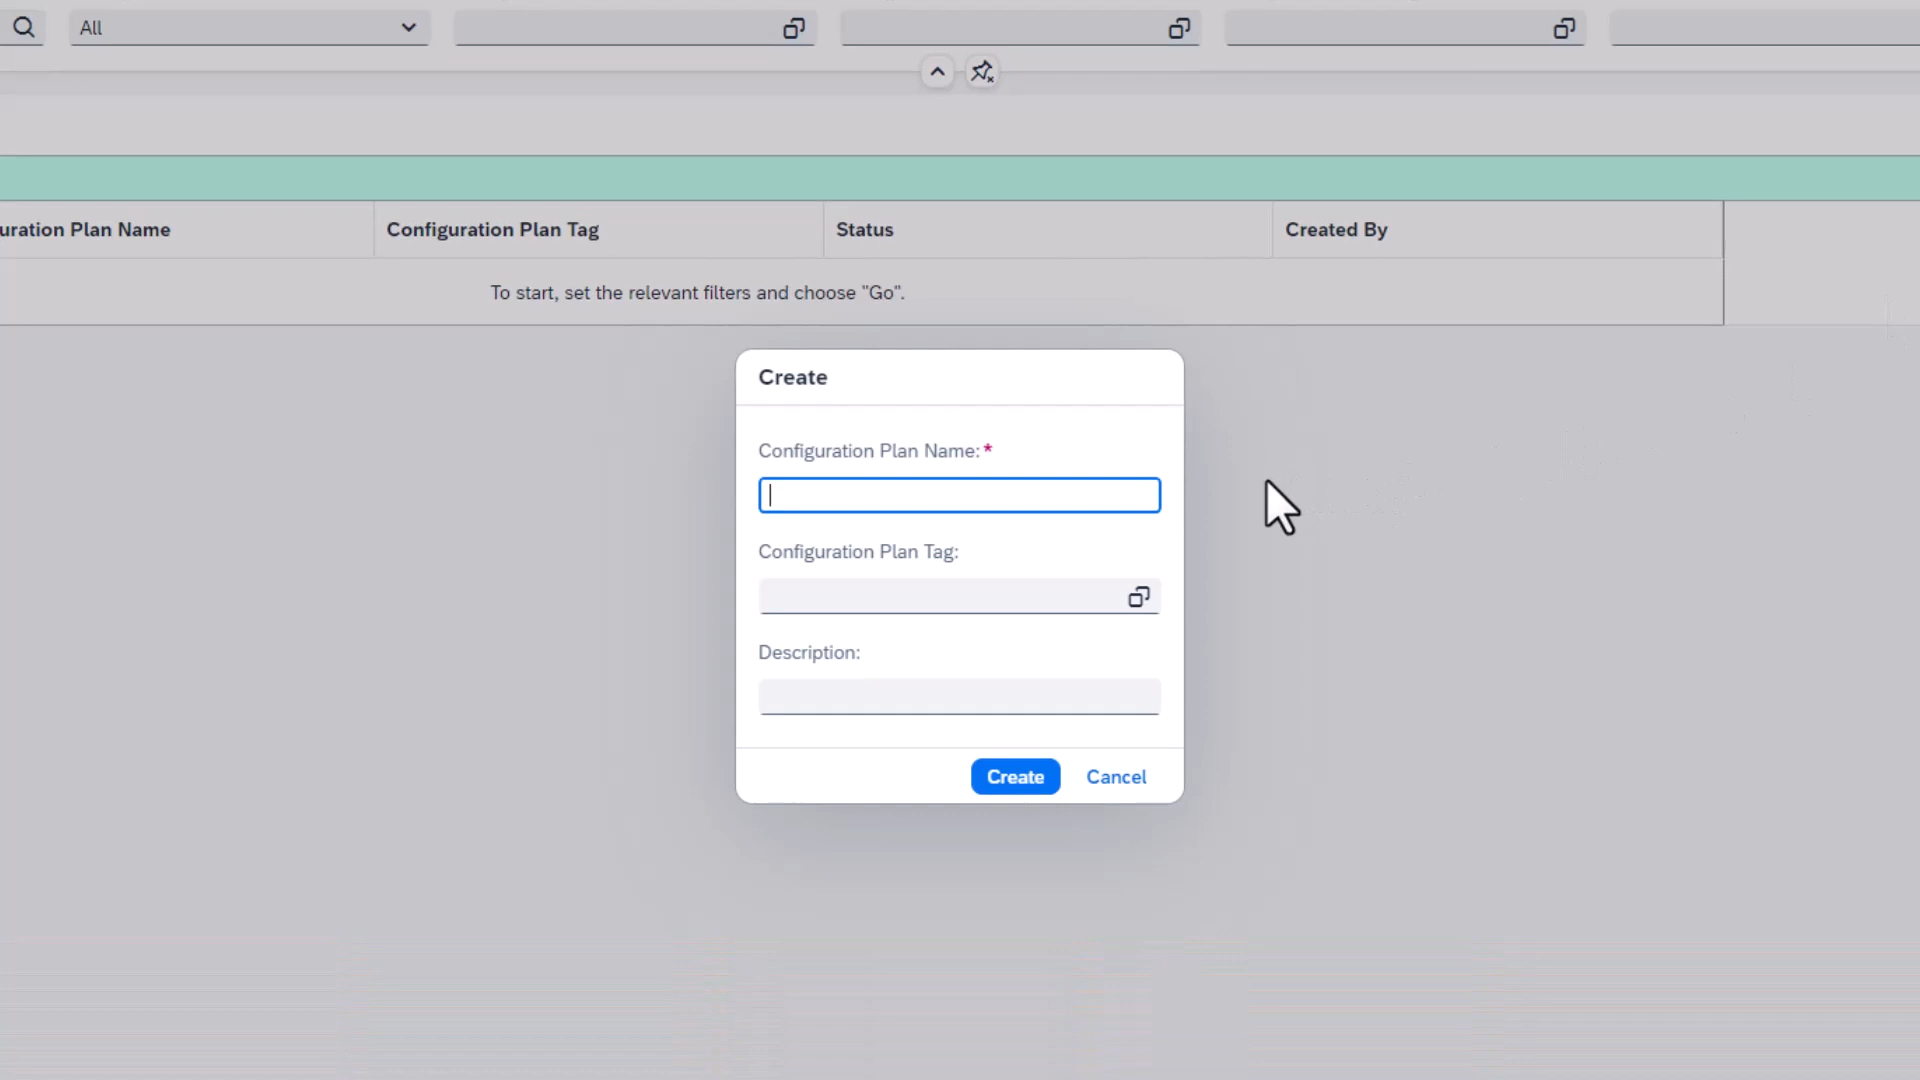 All
uration Plan Name
Configuration Plan Tag
Status
Created By
To start, set the relevant filters and choose "Go".
Create
Configuration Plan Name:*
Configuration Plan Tag:
Description:
Create
Cancel